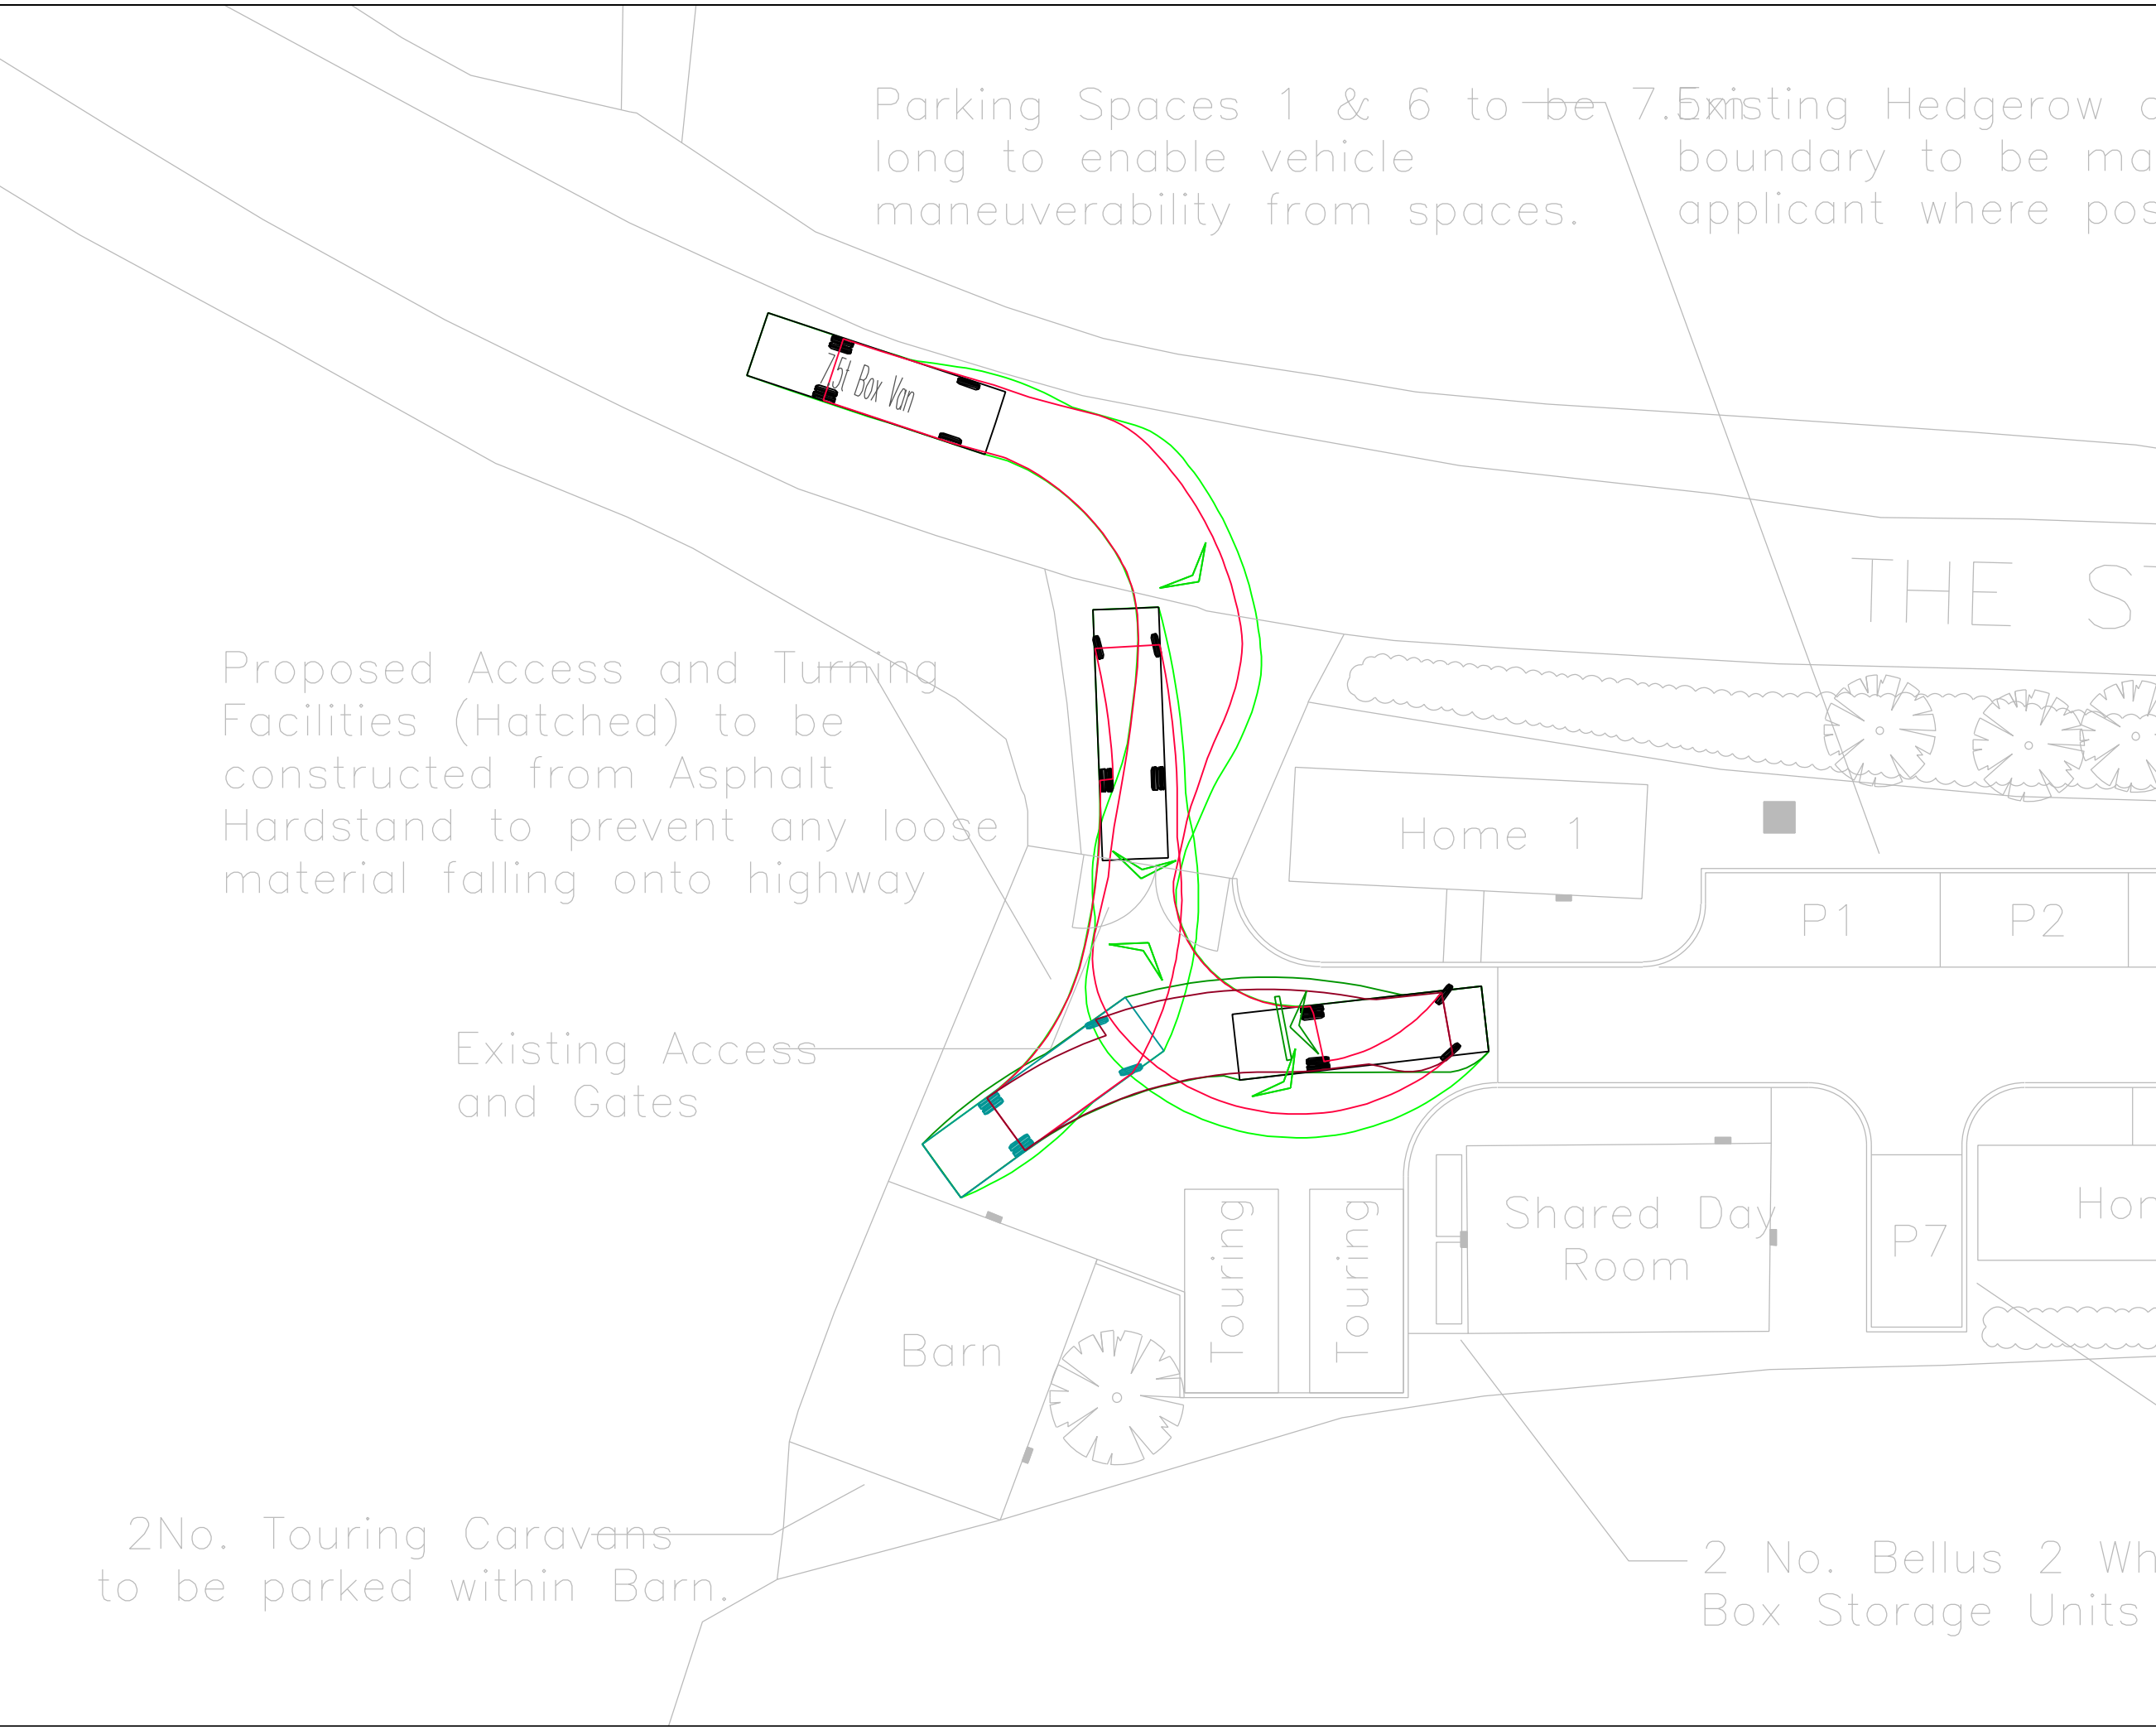 Parking Spaces 1 & 6 to be 7.5m
long to enable vehicle
maneuverability from spaces.
Existing Hedgerow
boundary to be
applicant where
7.5t Box Van
THE
Proposed Access and Turning
Facilities (Hatched) to be
constructed from Asphalt
Hardstand to prevent any loose
material falling onto highway
Home 1
P1
P2
Existing Access
and Gates
Touring
Touring
Shared Day
Room
P7
Barn
2No. Touring Caravans
to be parked within Barn.
2 No. Bellus 2
Box Storage Units